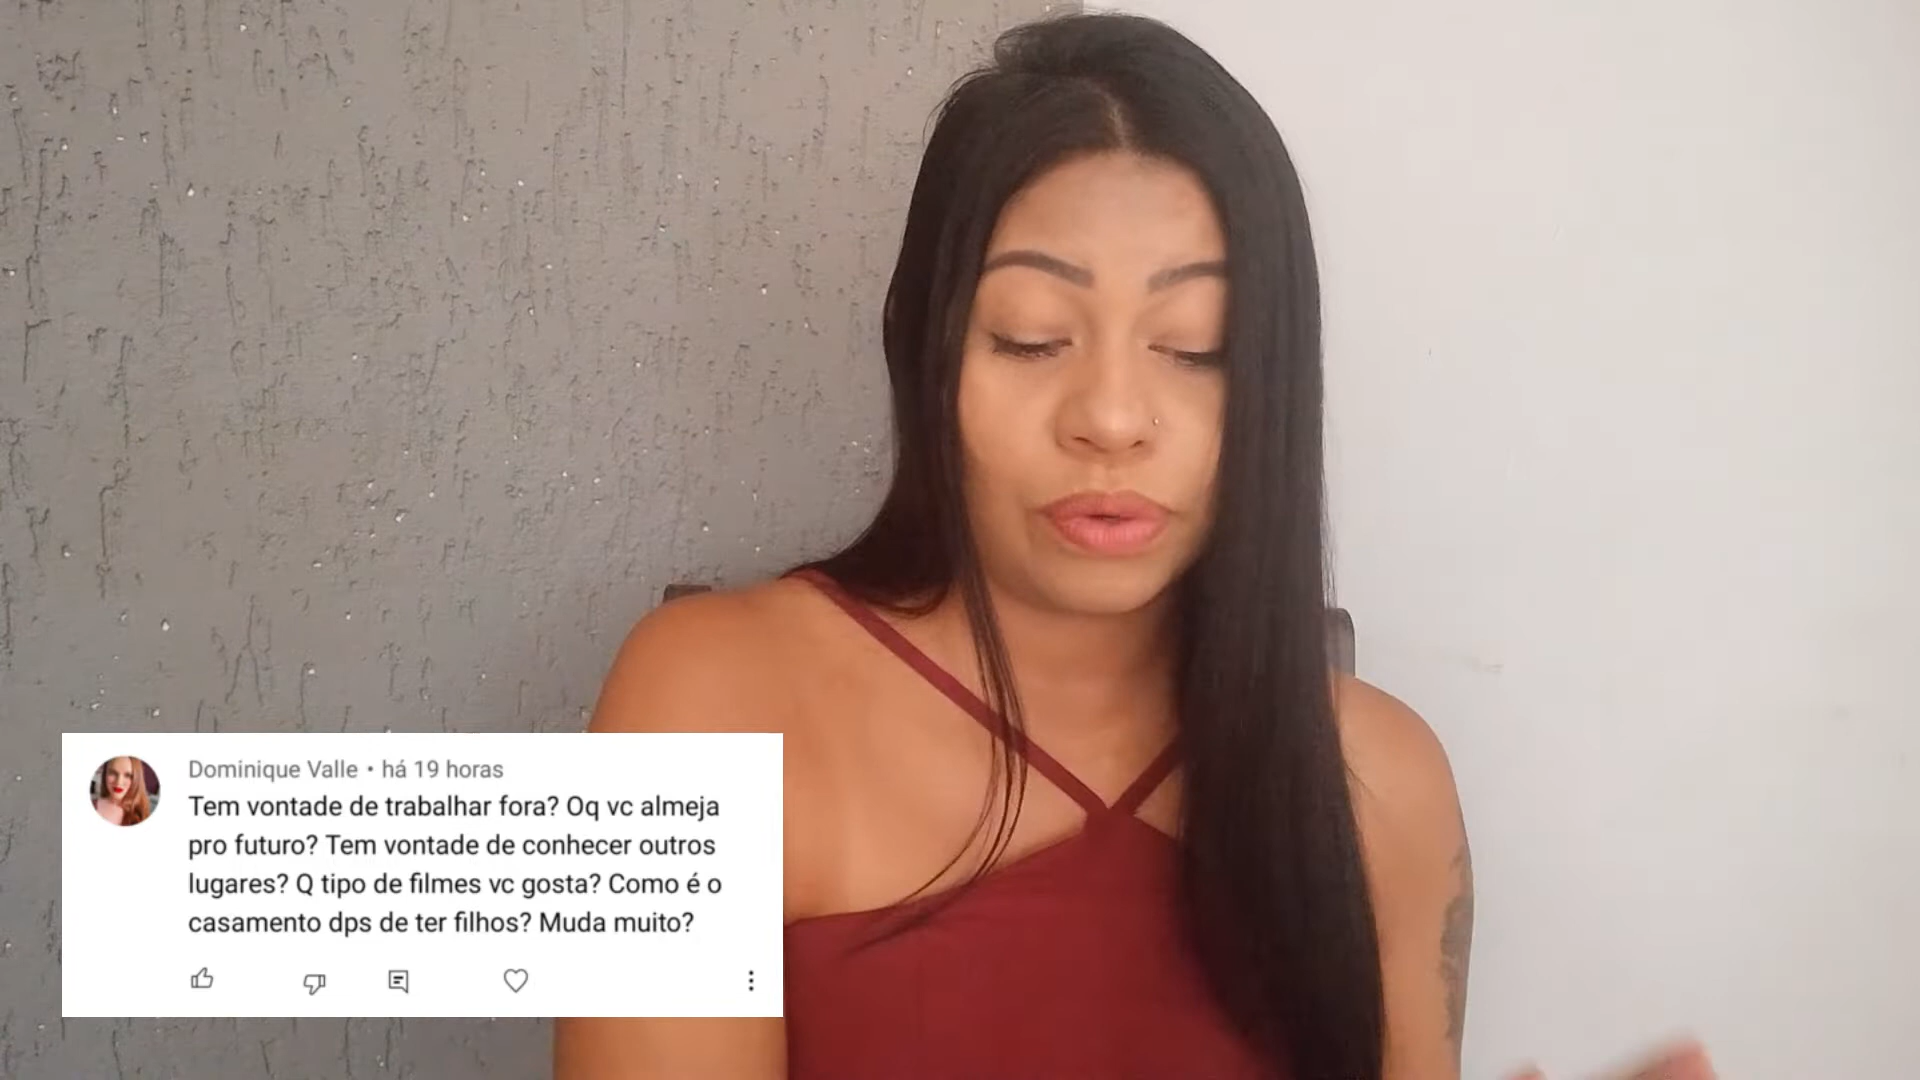 Dominique Valle • há 19 horas
Tem vontade de trabalhar fora? Oq vc almeja
pro futuro? Tem vontade de conhecer outros
lugares? Q tipo de filmes vc gosta? Como é o
casamento dps de ter filhos? Muda muito?